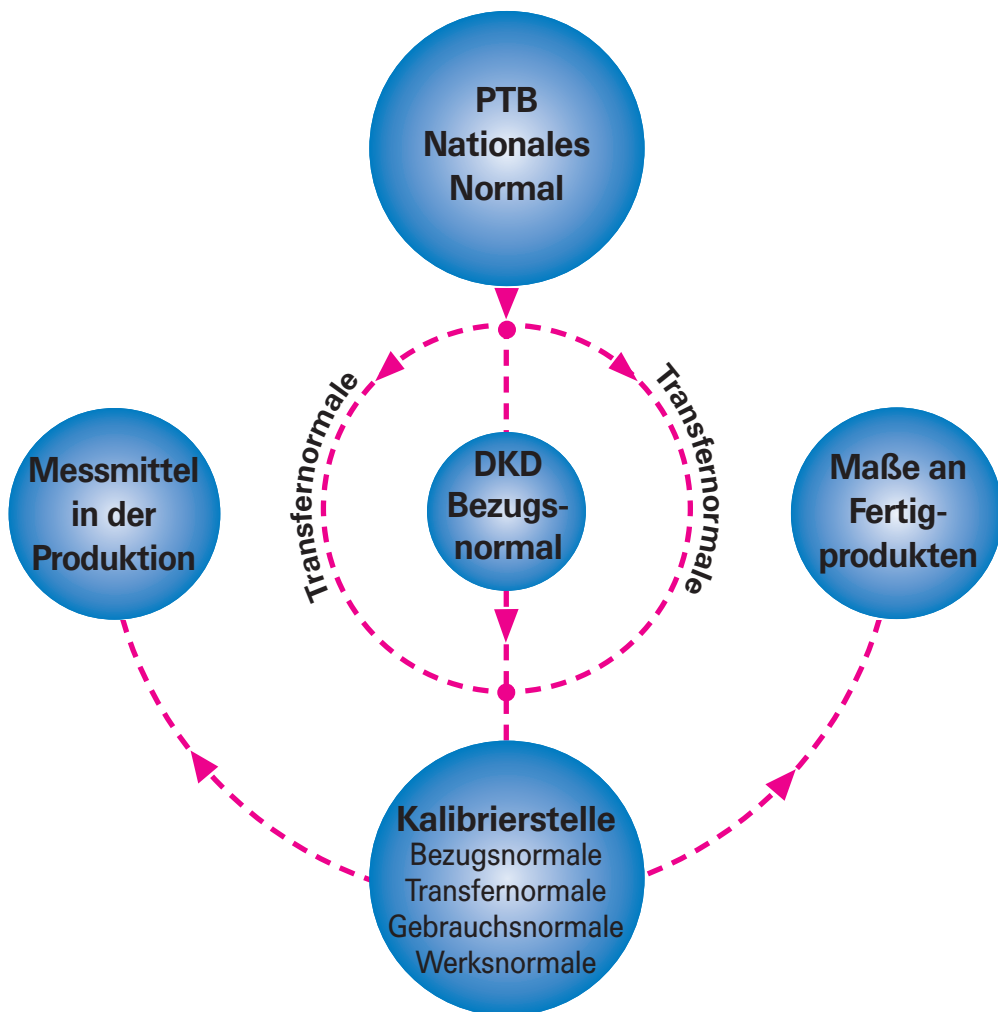 PTB
Nationales
Normal
Transfernormale
Transfernormale
Messmittel
in der
Produktion
DKD
Bezugs-
normal
Maße an
Fertig-
produkten
Kalibrierstelle
Bezugsnormale
Transfernormale
Gebrauchsnormale
Werksnormale